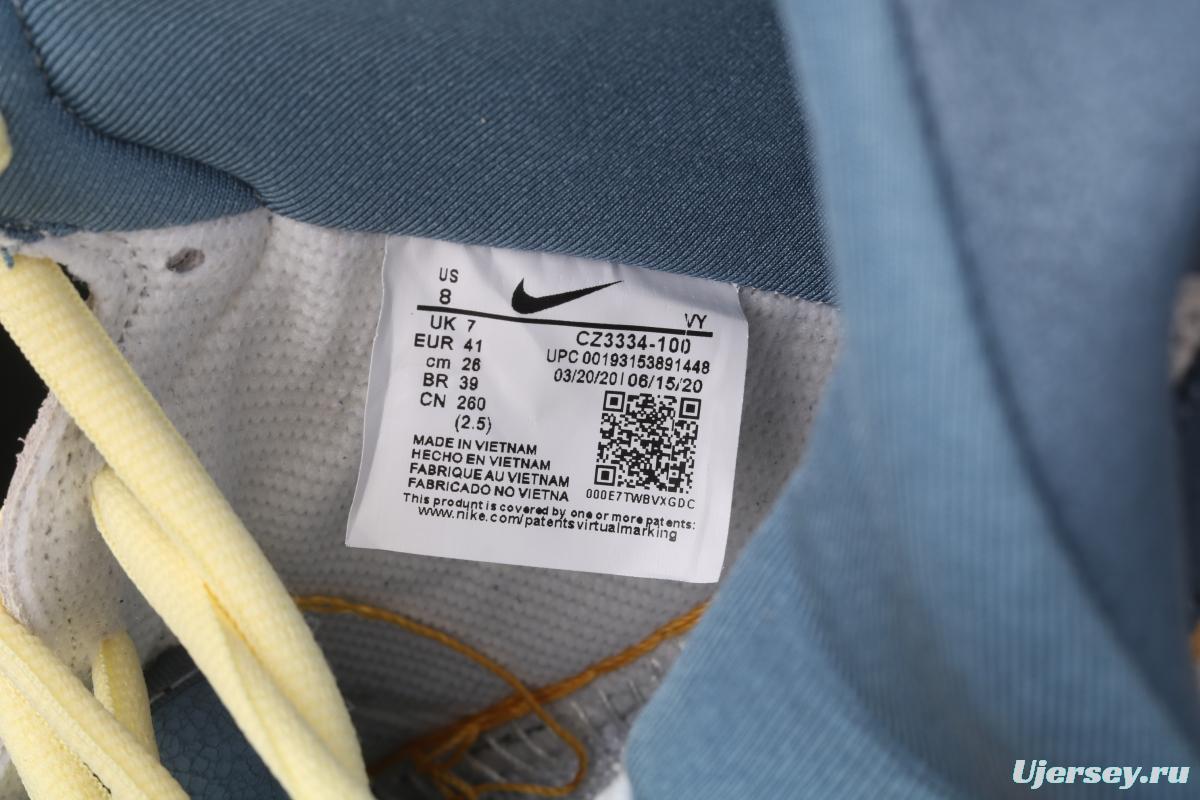 US
8
VY
UK 7
CZ3334-100
EUR 41
UPC 00193153891448
cm 26
03/20/20 | 06/15/20
BR 39
CN 260
(2.5)
MADE IN VIETNAM
HECHO EN VIETNAM
FABRIQUE AU VIETNAM
FABRICADO NO VIETNA
000E7TWBVXGDC
This produnt is covered by one or more patents:
www.nike.com/patentsvirtualmarking
Ujersey.ru